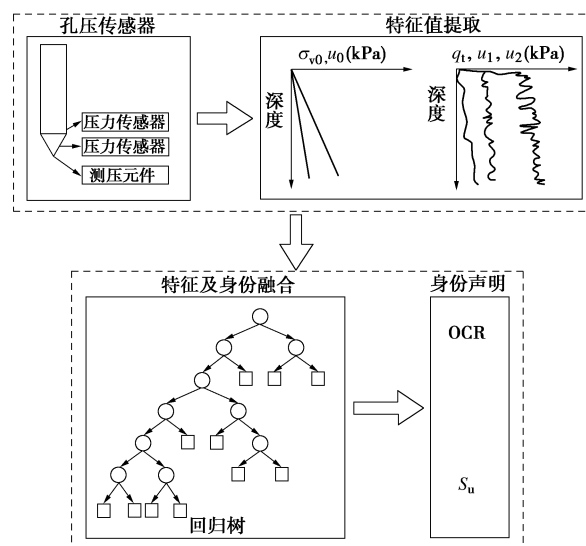 孔压传感器
特征值提取
压力传感器
压力传感器
测压元件
σv0,u0(kPa)
深度
qt, u1, u2(kPa)
深度
特征及身份融合
身份声明
回归树
OCR
Su